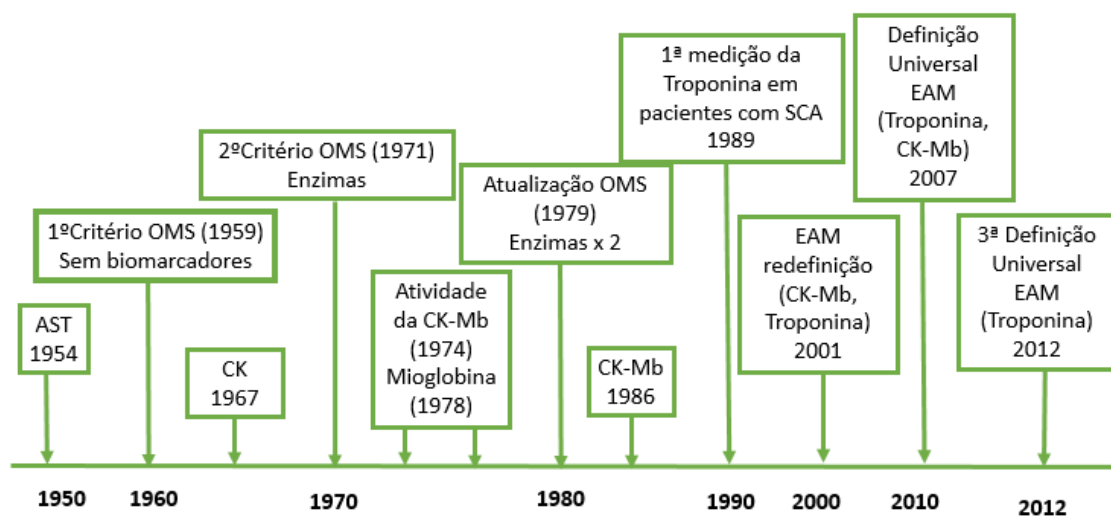 AST
1954
1ºCritério OMS (1959)
Sem biomarcadores
CK
1967
2ºCritério OMS (1971)
Enzimas
Atividade
da CK-Mb
(1974)
Mioglobina
(1978)
Atualização OMS
(1979)
Enzimas x 2
CK-Mb
1986
1ª medição da
Troponina em
pacientes com SCA
1989
EAM
redefinição
(CK-Mb,
Troponina)
2001
Definição
Universal
EAM
(Troponina,
CK-Mb)
2007
3ª Definição
Universal
EAM
(Troponina)
2012
1950 1960 1970 1980 1990 2000 2010 2012